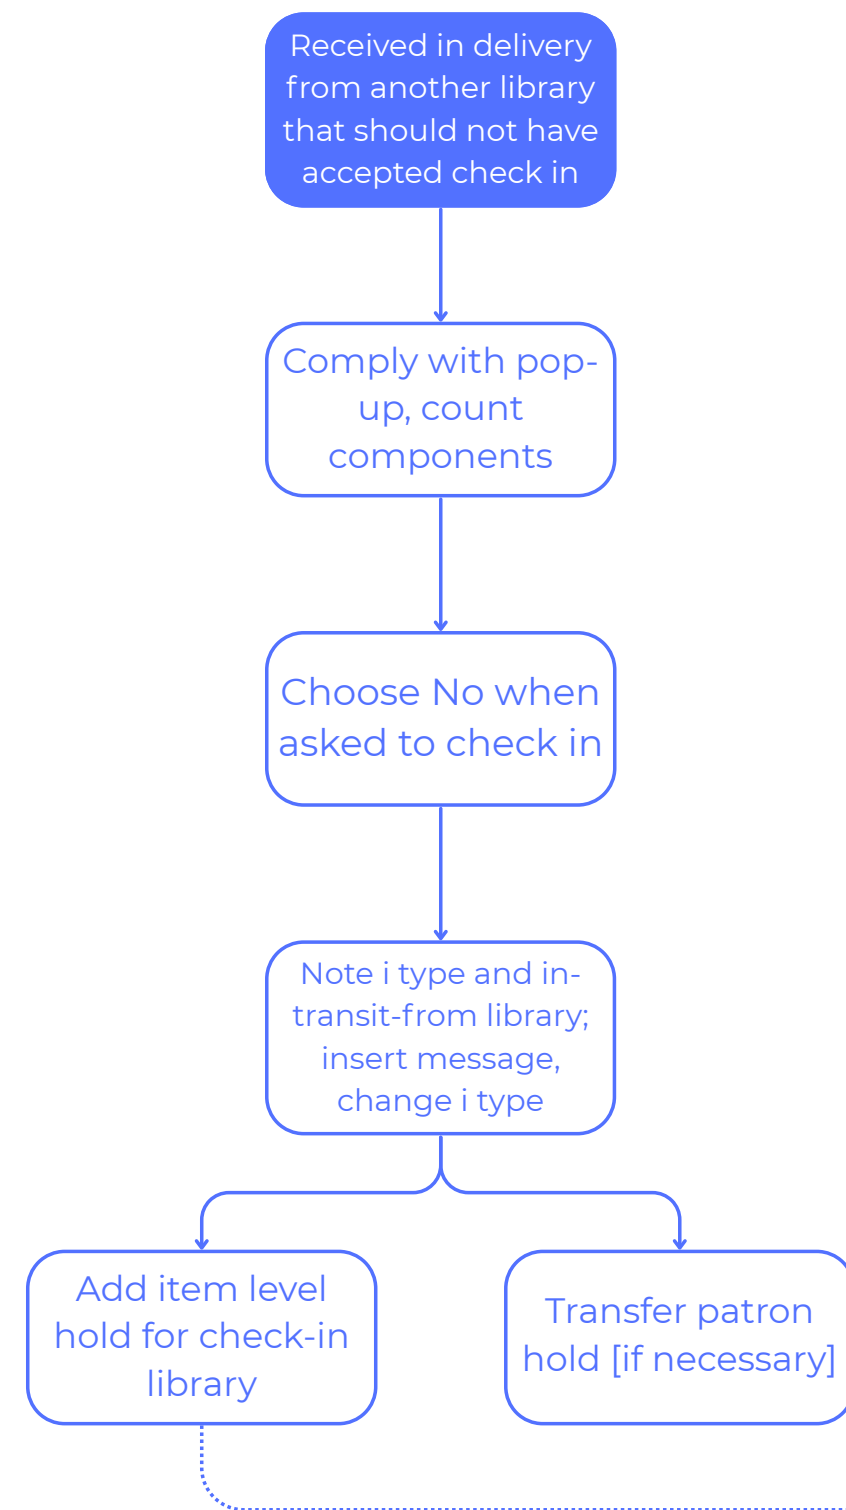 Received in delivery
from another library
that should not have
accepted check in
Comply with pop-
up, count
components
Choose No when
asked to check in
Note i type and in-
transit-from library;
insert message,
change i type
Add item level
hold for check-in
library
Transfer patron
hold [if necessary]